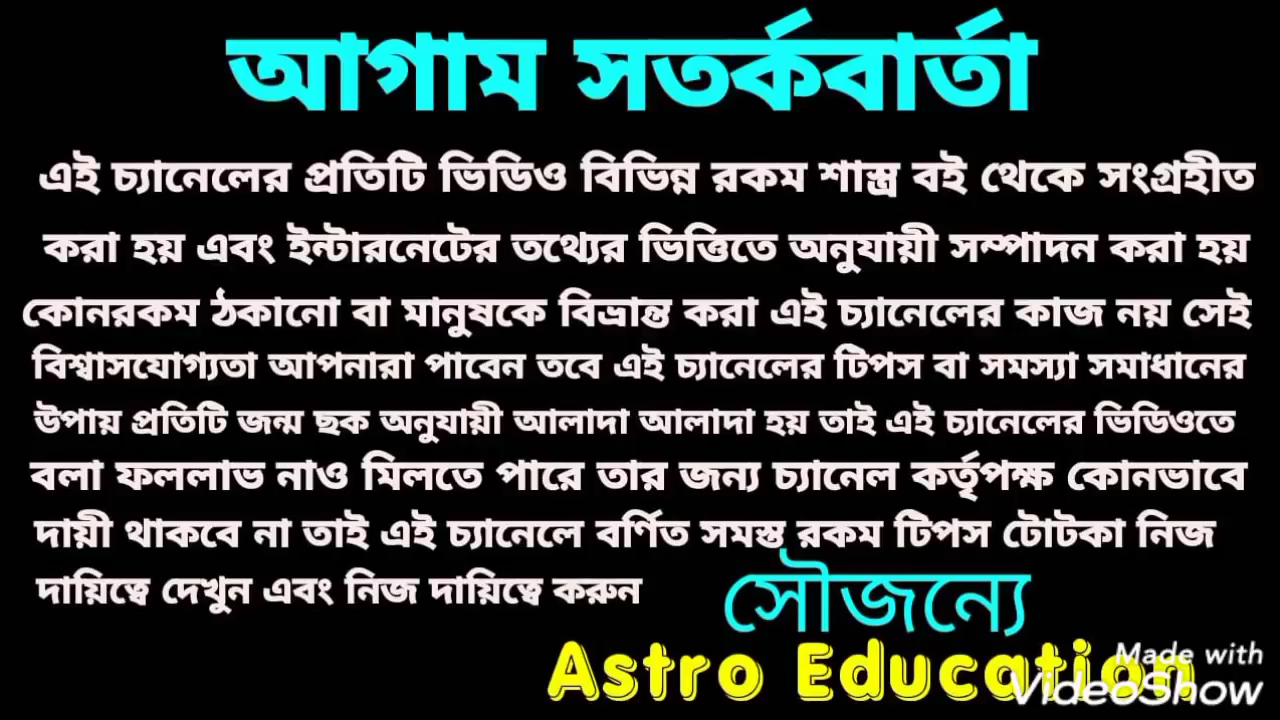 আগাম সতর্কবার্তা
এই চ্যানেলের প্রতিটি ভিডিও বিভিন্ন রকম শাস্ত্র বই থেকে সংগ্রহীত
করা হয় এবং ইন্টারনেটের তথ্যের ভিত্তিতে অনুযায়ী সম্পাদন করা হয়
কোনরকম ঠকানো বা মানুষকে বিভ্রান্ত করা এই চ্যানেলের কাজ নয় সেই
বিশ্বাসযোগ্যতা আপনারা পাবেন তবে এই চ্যানেলের টিপস বা সমস্যা সমাধানের
উপায় প্রতিটি জন্ম ছক অনুযায়ী আলাদা আলাদা হয় তাই এই চ্যানেলের ভিডিওতে
বলা ফললাভ নাও মিলতে পারে তার জন্য চ্যানেল কর্তৃপক্ষ কোনভাবে
দায়ী থাকবে না তাই এই চ্যানেলে বর্ণিত সমস্ত রকম টিপস টোটকা নিজ
দায়িত্বে দেখুন এবং নিজ দায়িত্বে করুন
সৌজন্যে
Astro Education
Made with
VideoShow